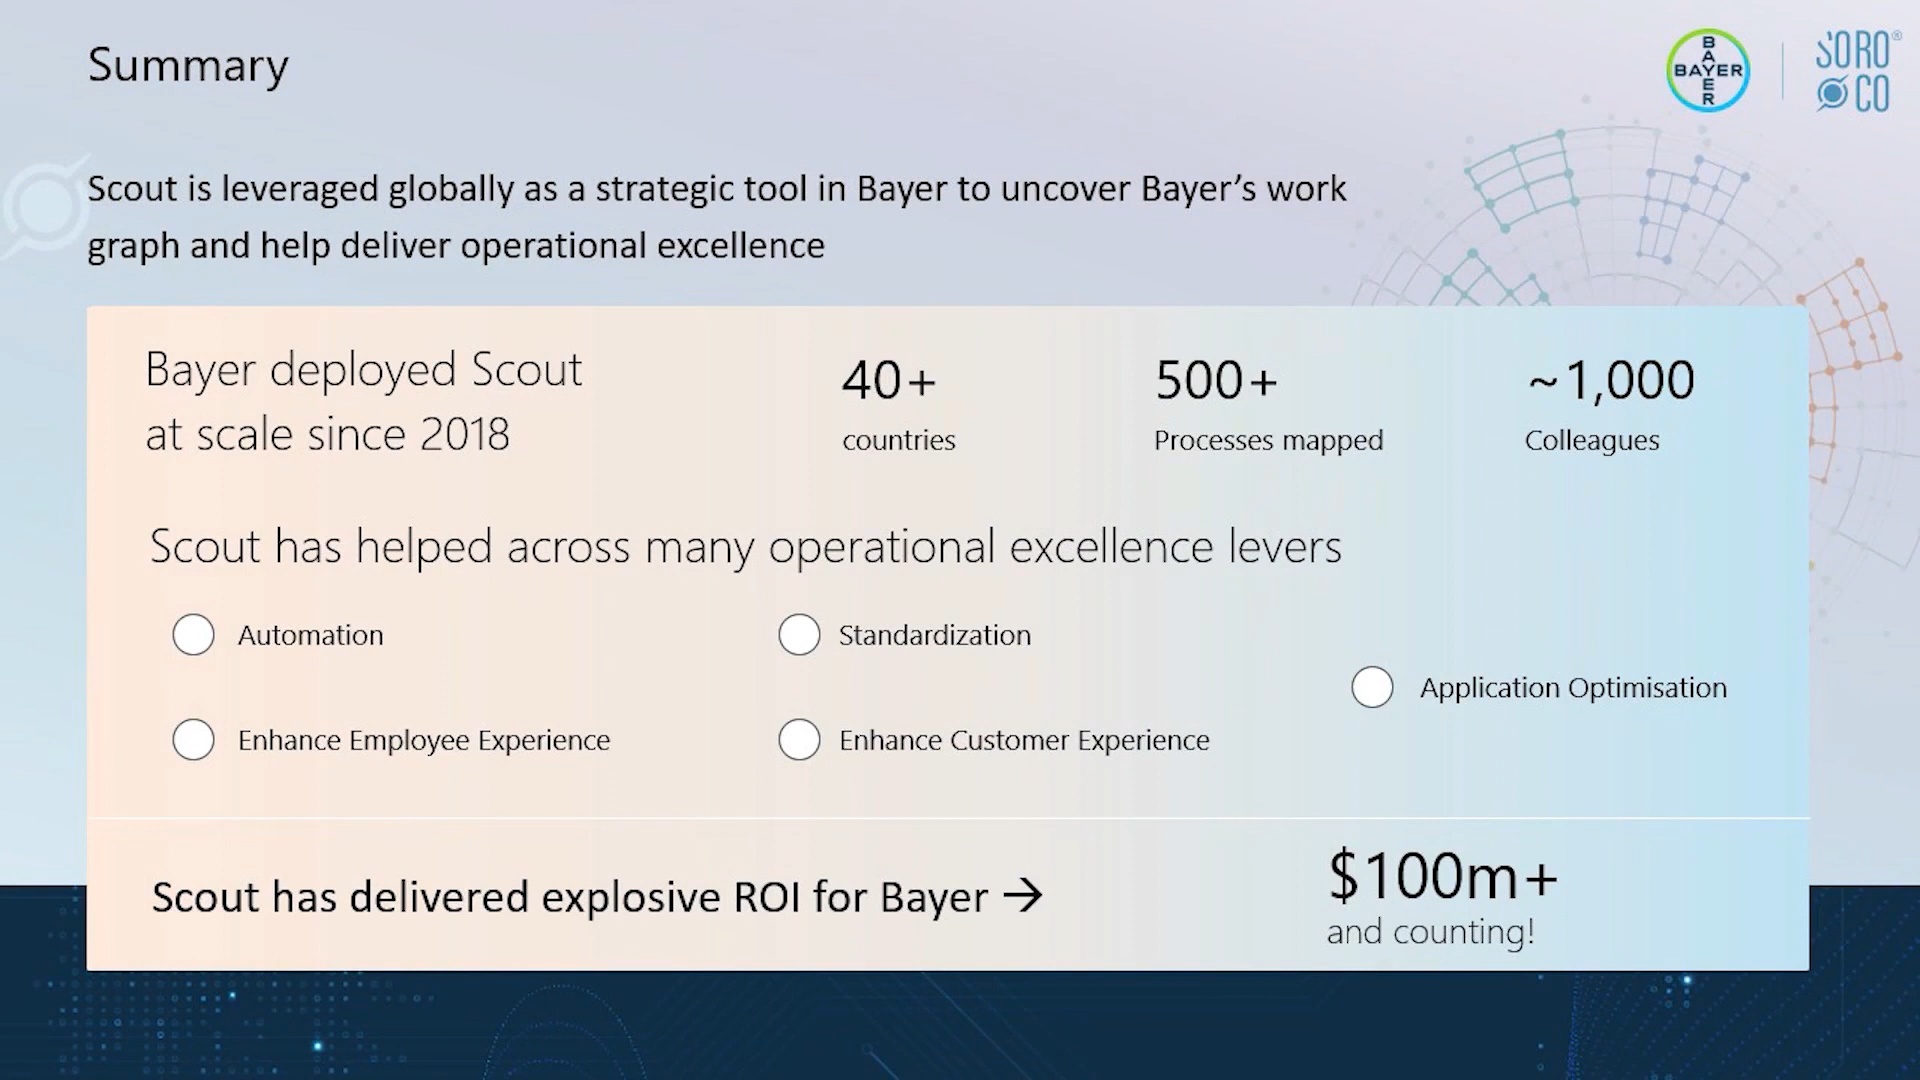 Summary
BAYER
BAYER
SOROCO®
Scout is leveraged globally as a strategic tool in Bayer to uncover Bayer’s work
graph and help deliver operational excellence
Bayer deployed Scout
at scale since 2018
40+
countries
500+
Processes mapped
~1,000
Colleagues
Scout has helped across many operational excellence levers
Automation
Standardization
Application Optimisation
Enhance Employee Experience
Enhance Customer Experience
Scout has delivered explosive ROI for Bayer →
$100m+
and counting!